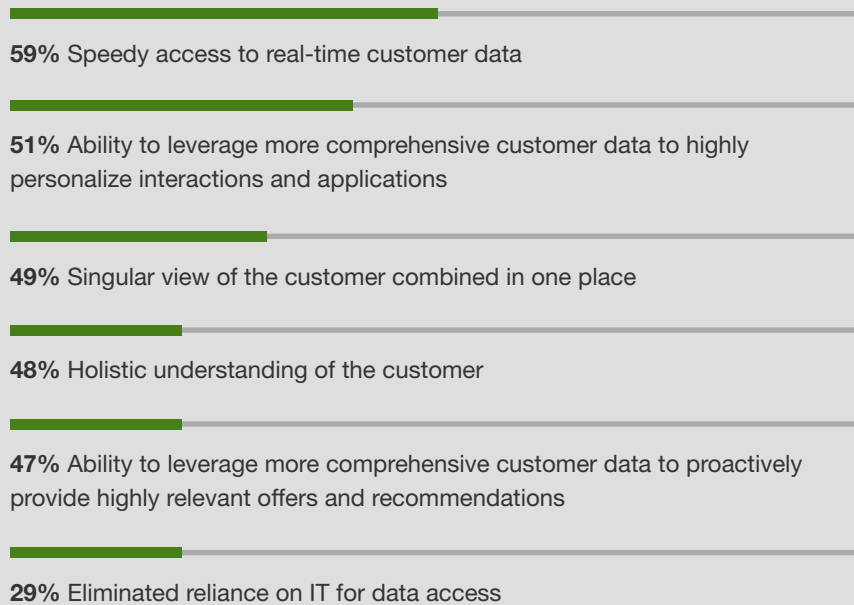 59% Speedy access to real-time customer data
51% Ability to leverage more comprehensive customer data to highly
personalize interactions and applications
49% Singular view of the customer combined in one place
48% Holistic understanding of the customer
47% Ability to leverage more comprehensive customer data to proactively
provide highly relevant offers and recommendations
29% Eliminated reliance on IT for data access